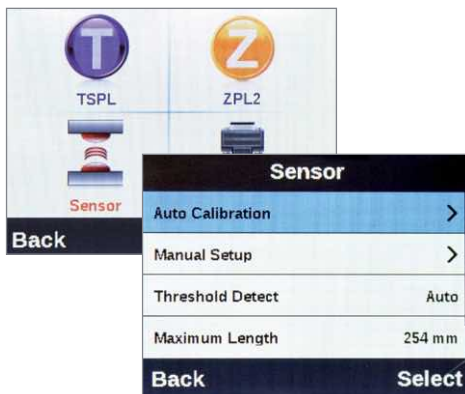 T Z
TSPL ZPL2
Sensor
Back
Sensor
Auto Calibration >
Manual Setup >
Threshold Detect Auto
Maximum Length 254 mm
Back Select